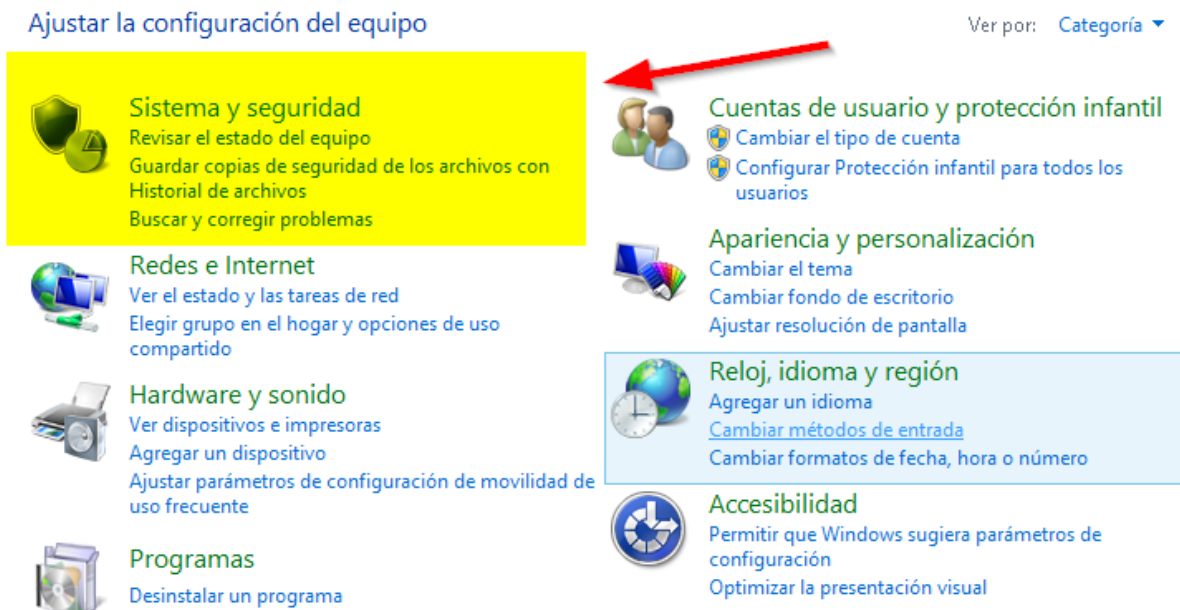 Ajustar la configuración del equipo
Ver por: Categoría
Sistema y seguridad
Revisar el estado del equipo
Guardar copias de seguridad de los archivos con
Historial de archivos
Buscar y corregir problemas
Redes e Internet
Ver el estado y las tareas de red
Elegir grupo en el hogar y opciones de uso
compartido
Hardware y sonido
Ver dispositivos e impresoras
Agregar un dispositivo
Ajustar parámetros de configuración de movilidad de
uso frecuente
Programas
Desinstalar un programa
Cuentas de usuario y protección infantil
Cambiar el tipo de cuenta
Configurar Protección infantil para todos los
usuarios
Apariencia y personalización
Cambiar el tema
Cambiar fondo de escritorio
Ajustar resolución de pantalla
Reloj, idioma y región
Agregar un idioma
Cambiar métodos de entrada
Cambiar formatos de fecha, hora o número
Accesibilidad
Permitir que Windows sugiera parámetros de
configuración
Optimizar la presentación visual